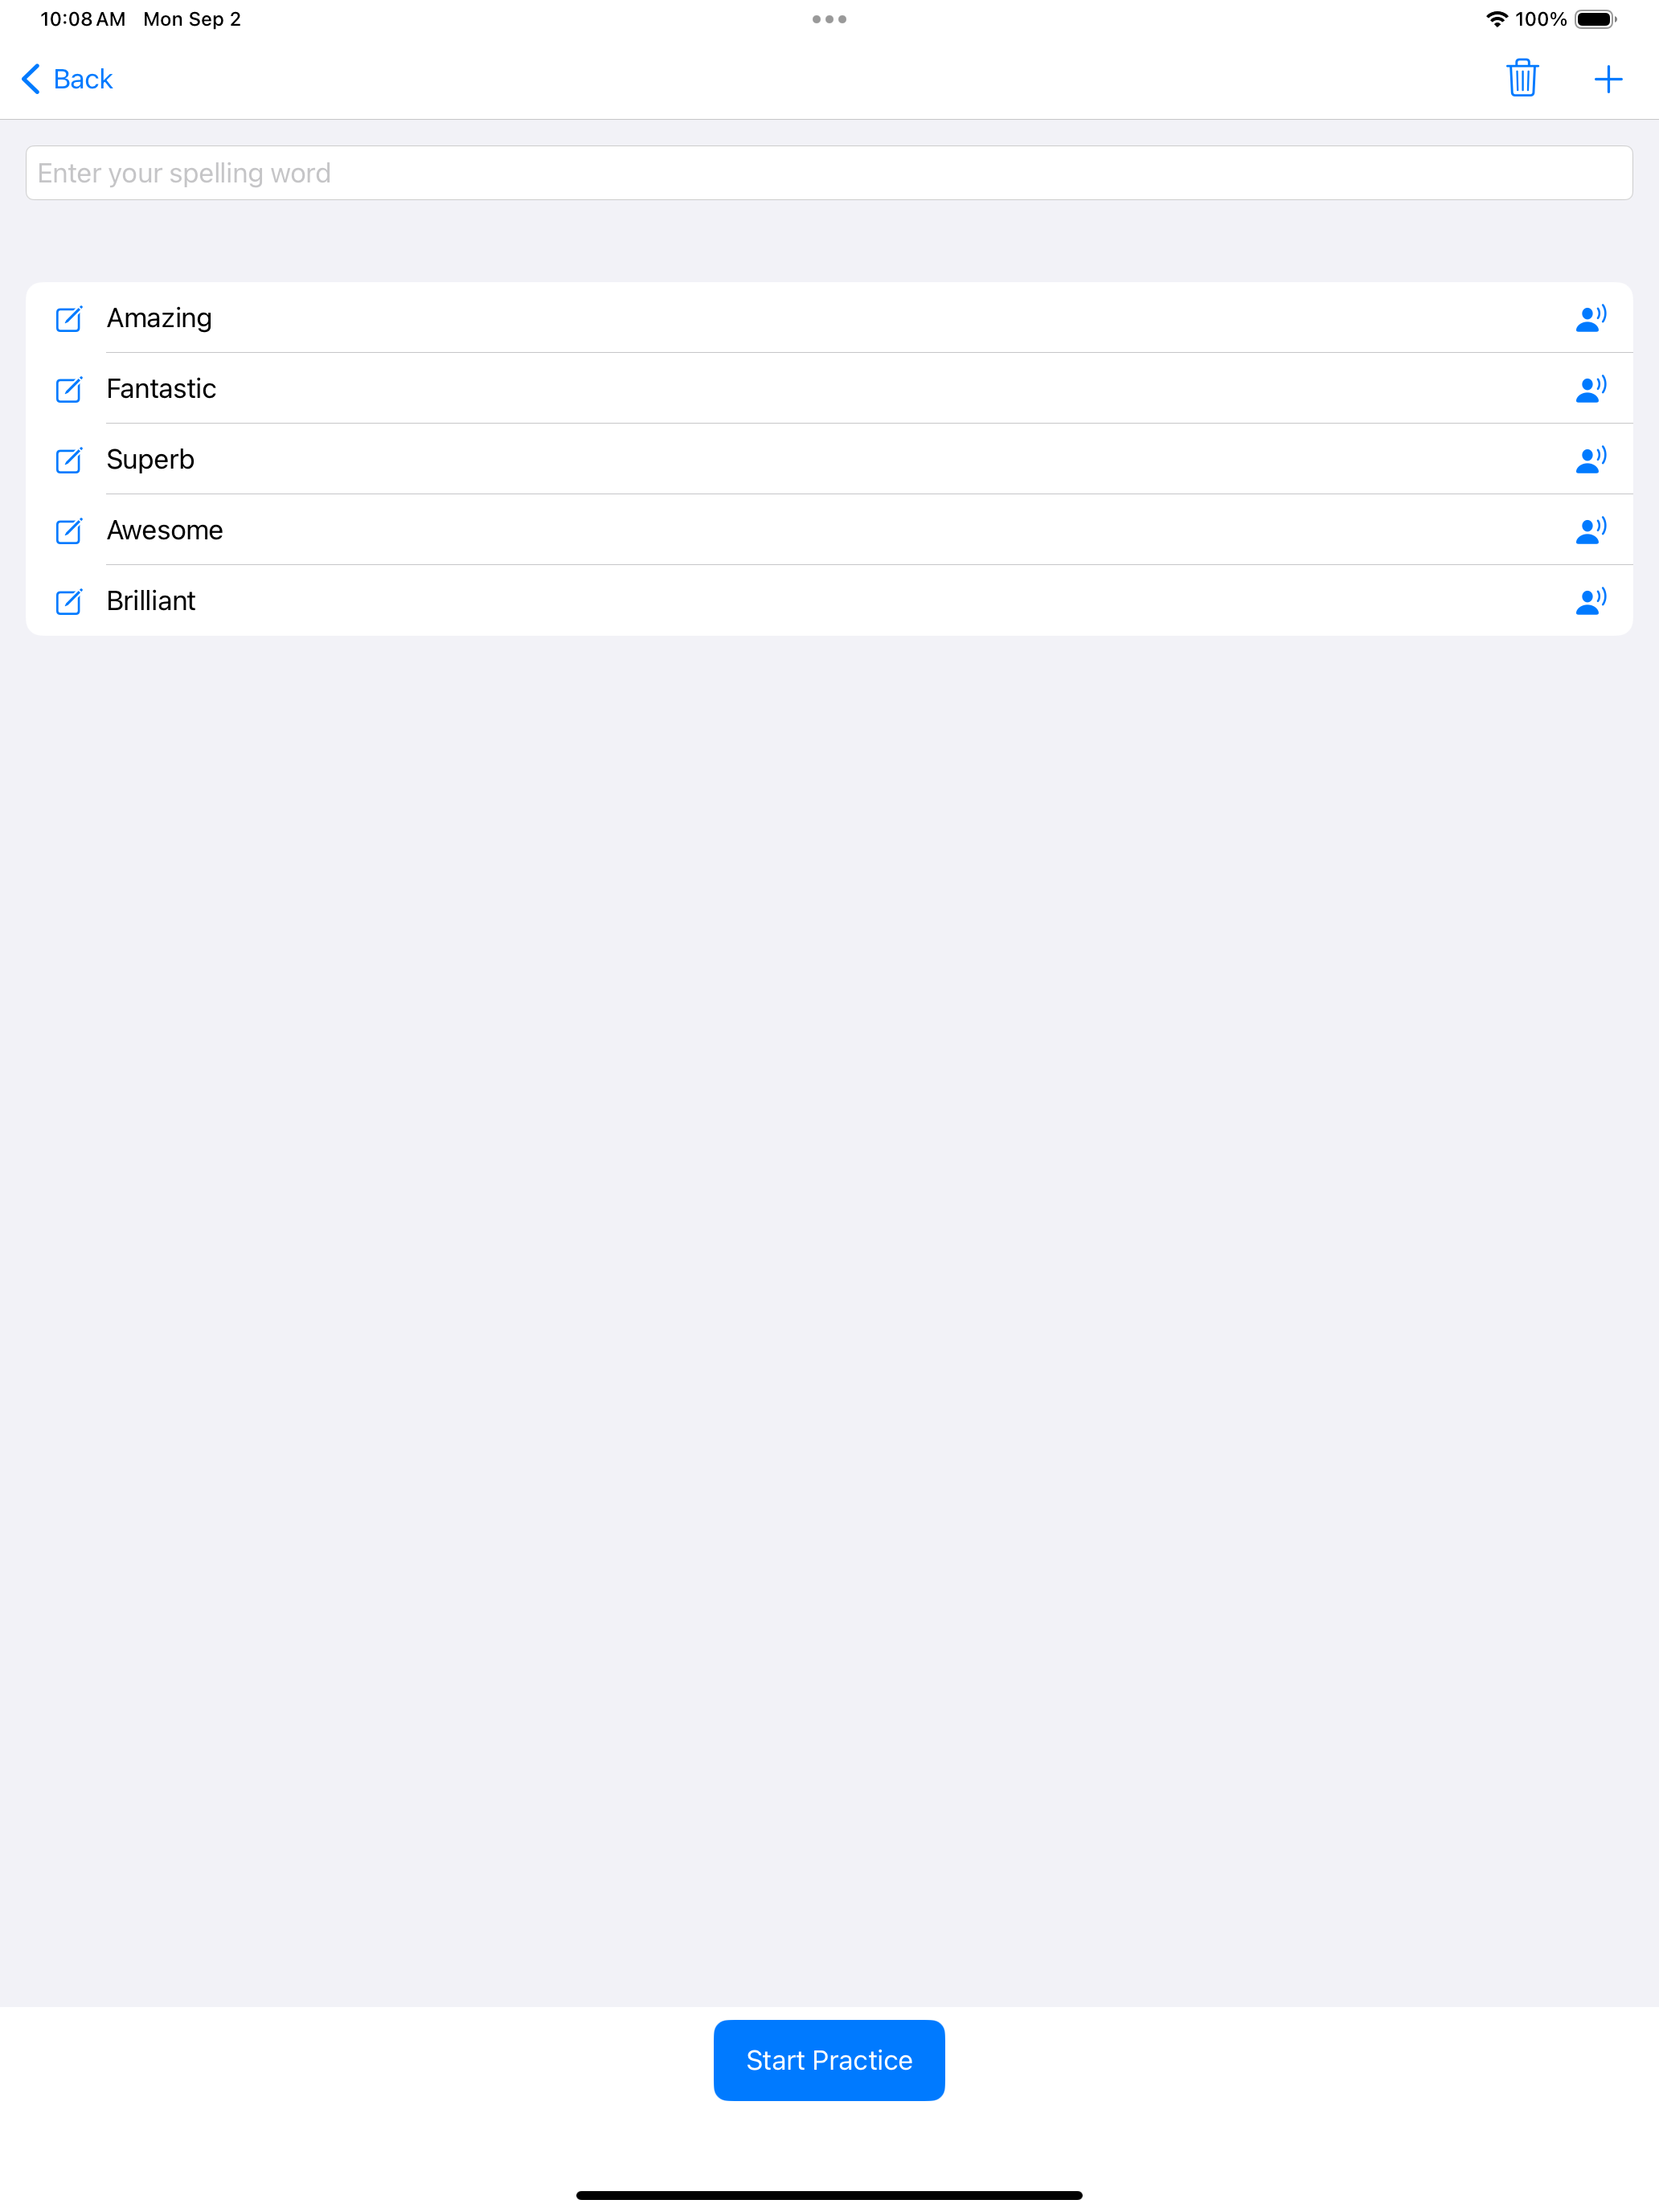 10:08 AM Mon Sep 2 100%
Back
Enter your spelling word
Amazing
Fantastic
Superb
Awesome
Brilliant
Start Practice